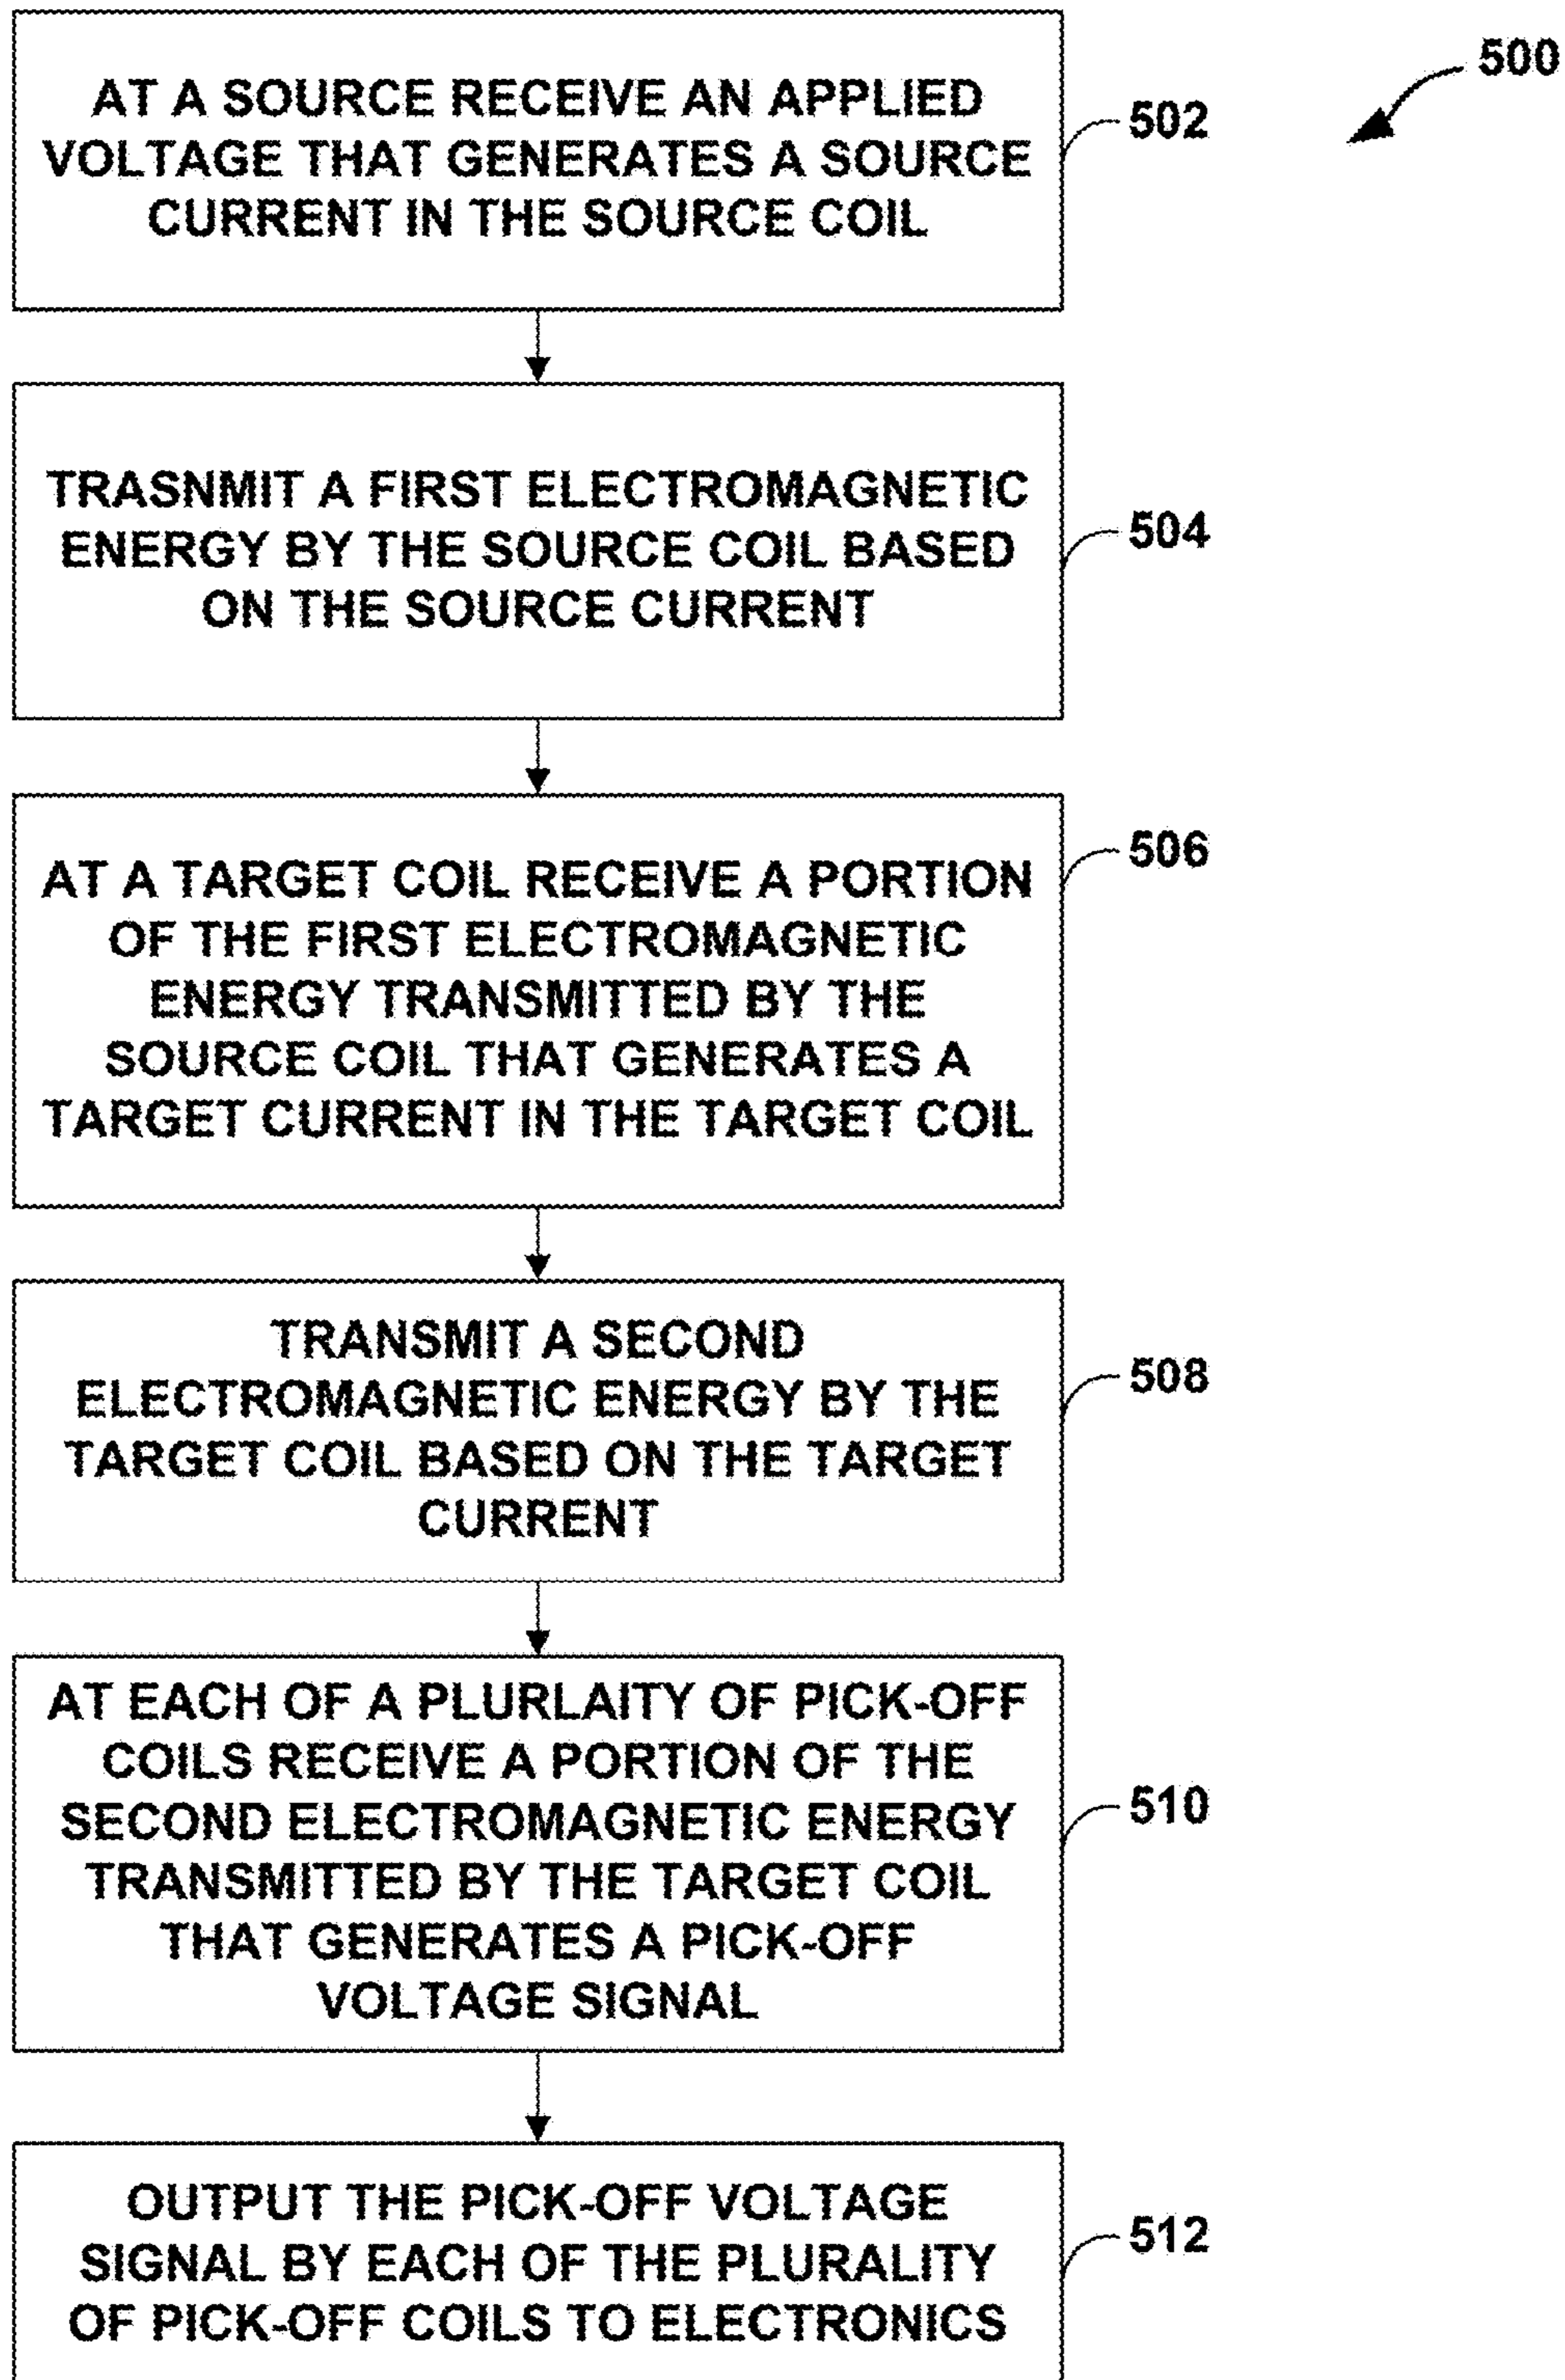 500
AT A SOURCE RECEIVE AN APPLIED
VOLTAGE THAT GENERATES A SOURCE
CURRENT IN THE SOURCE COIL
502
TRASNMIT A FIRST ELECTROMAGNETIC
ENERGY BY THE SOURCE COIL BASED
ON THE SOURCE CURRENT
504
AT A TARGET COIL RECEIVE A PORTION
OF THE FIRST ELECTROMAGNETIC
ENERGY TRANSMITTED BY THE
SOURCE COIL THAT GENERATES A
TARGET CURRENT IN THE TARGET COIL
506
TRANSMIT A SECOND
ELECTROMAGNETIC ENERGY BY THE
TARGET COIL BASED ON THE TARGET
CURRENT
508
AT EACH OF A PLURLAITY OF PICK-OFF
COILS RECEIVE A PORTION OF THE
SECOND ELECTROMAGNETIC ENERGY
TRANSMITTED BY THE TARGET COIL
THAT GENERATES A PICK-OFF
VOLTAGE SIGNAL
510
OUTPUT THE PICK-OFF VOLTAGE
SIGNAL BY EACH OF THE PLURALITY
OF PICK-OFF COILS TO ELECTRONICS
512